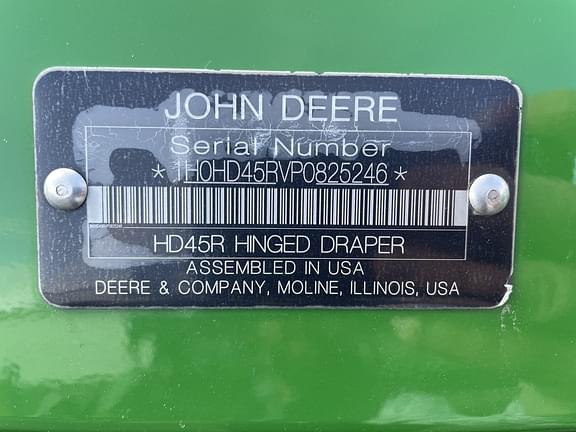 JOHN DEERE
Serial Number
*1H0HD45RVP0825246*
HD45R HINGED DRAPER
ASSEMBLED IN USA
DEERE & COMPANY, MOLINE, ILLINOIS, USA